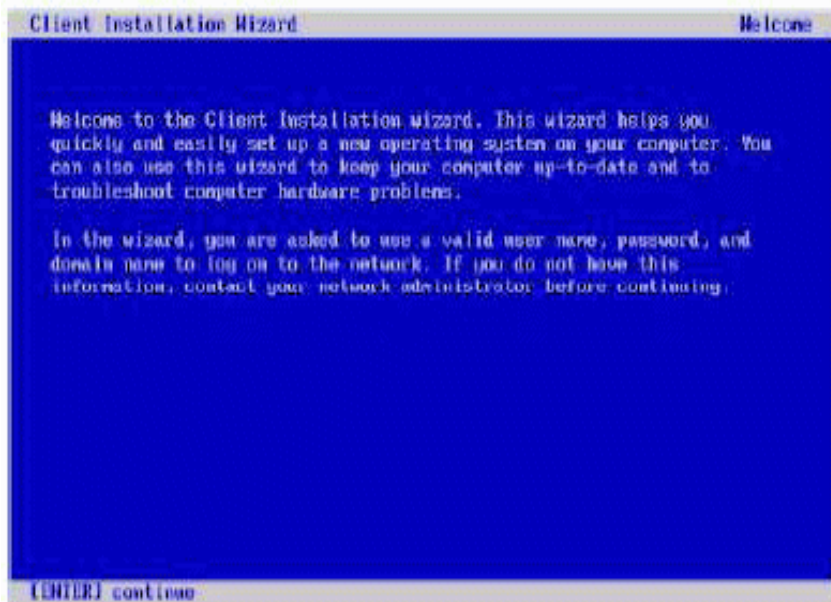 Client Installation Wizard
Welcome
Welcome to the Client Installation wizard. This wizard helps you
quickly and easily set up a new operating system on your computer. You
can also use this wizard to keep your computer up-to-date and to
troubleshoot computer hardware problems.
In the wizard, you are asked to use a valid user name, password, and
domain name to log on to the network. If you do not have this
information, contact your network administrator before continuing.
[ENTER] continue